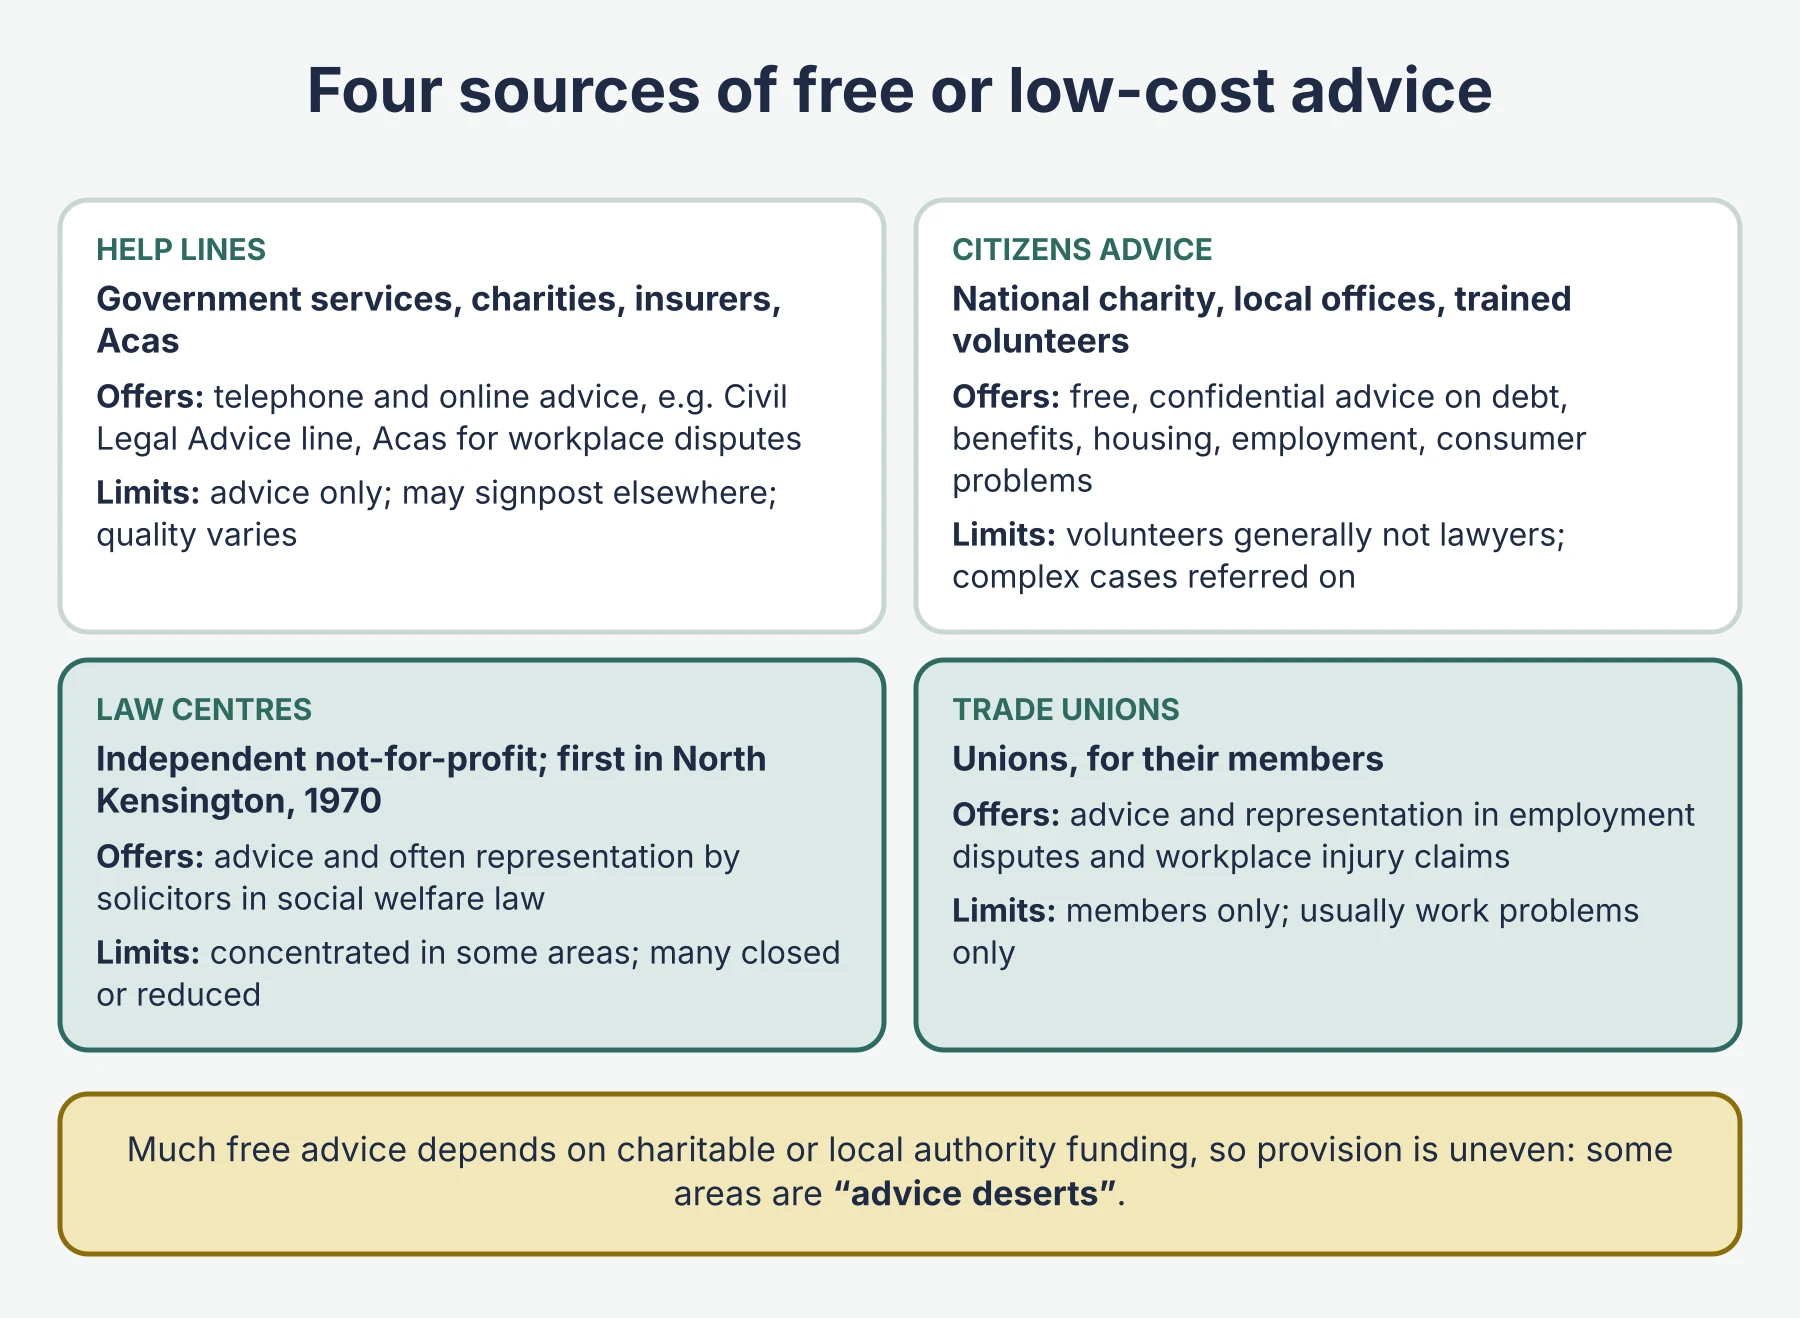 Four sources of free or low-cost advice
HELP LINES
Government services, charities, insurers,
Acas
Offers: telephone and online advice, e.g. Civil
Legal Advice line, Acas for workplace disputes
Limits: advice only; may signpost elsewhere;
quality varies
CITIZENS ADVICE
National charity, local offices, trained
volunteers
Offers: free, confidential advice on debt,
benefits, housing, employment, consumer
problems
Limits: volunteers generally not lawyers;
complex cases referred on
LAW CENTRES
Independent not-for-profit; first in North
Kensington, 1970
Offers: advice and often representation by
solicitors in social welfare law
Limits: concentrated in some areas; many closed
or reduced
TRADE UNIONS
Unions, for their members
Offers: advice and representation in employment
disputes and workplace injury claims
Limits: members only; usually work problems
only
Much free advice depends on charitable or local authority funding, so provision is uneven: some
areas are “advice deserts”.